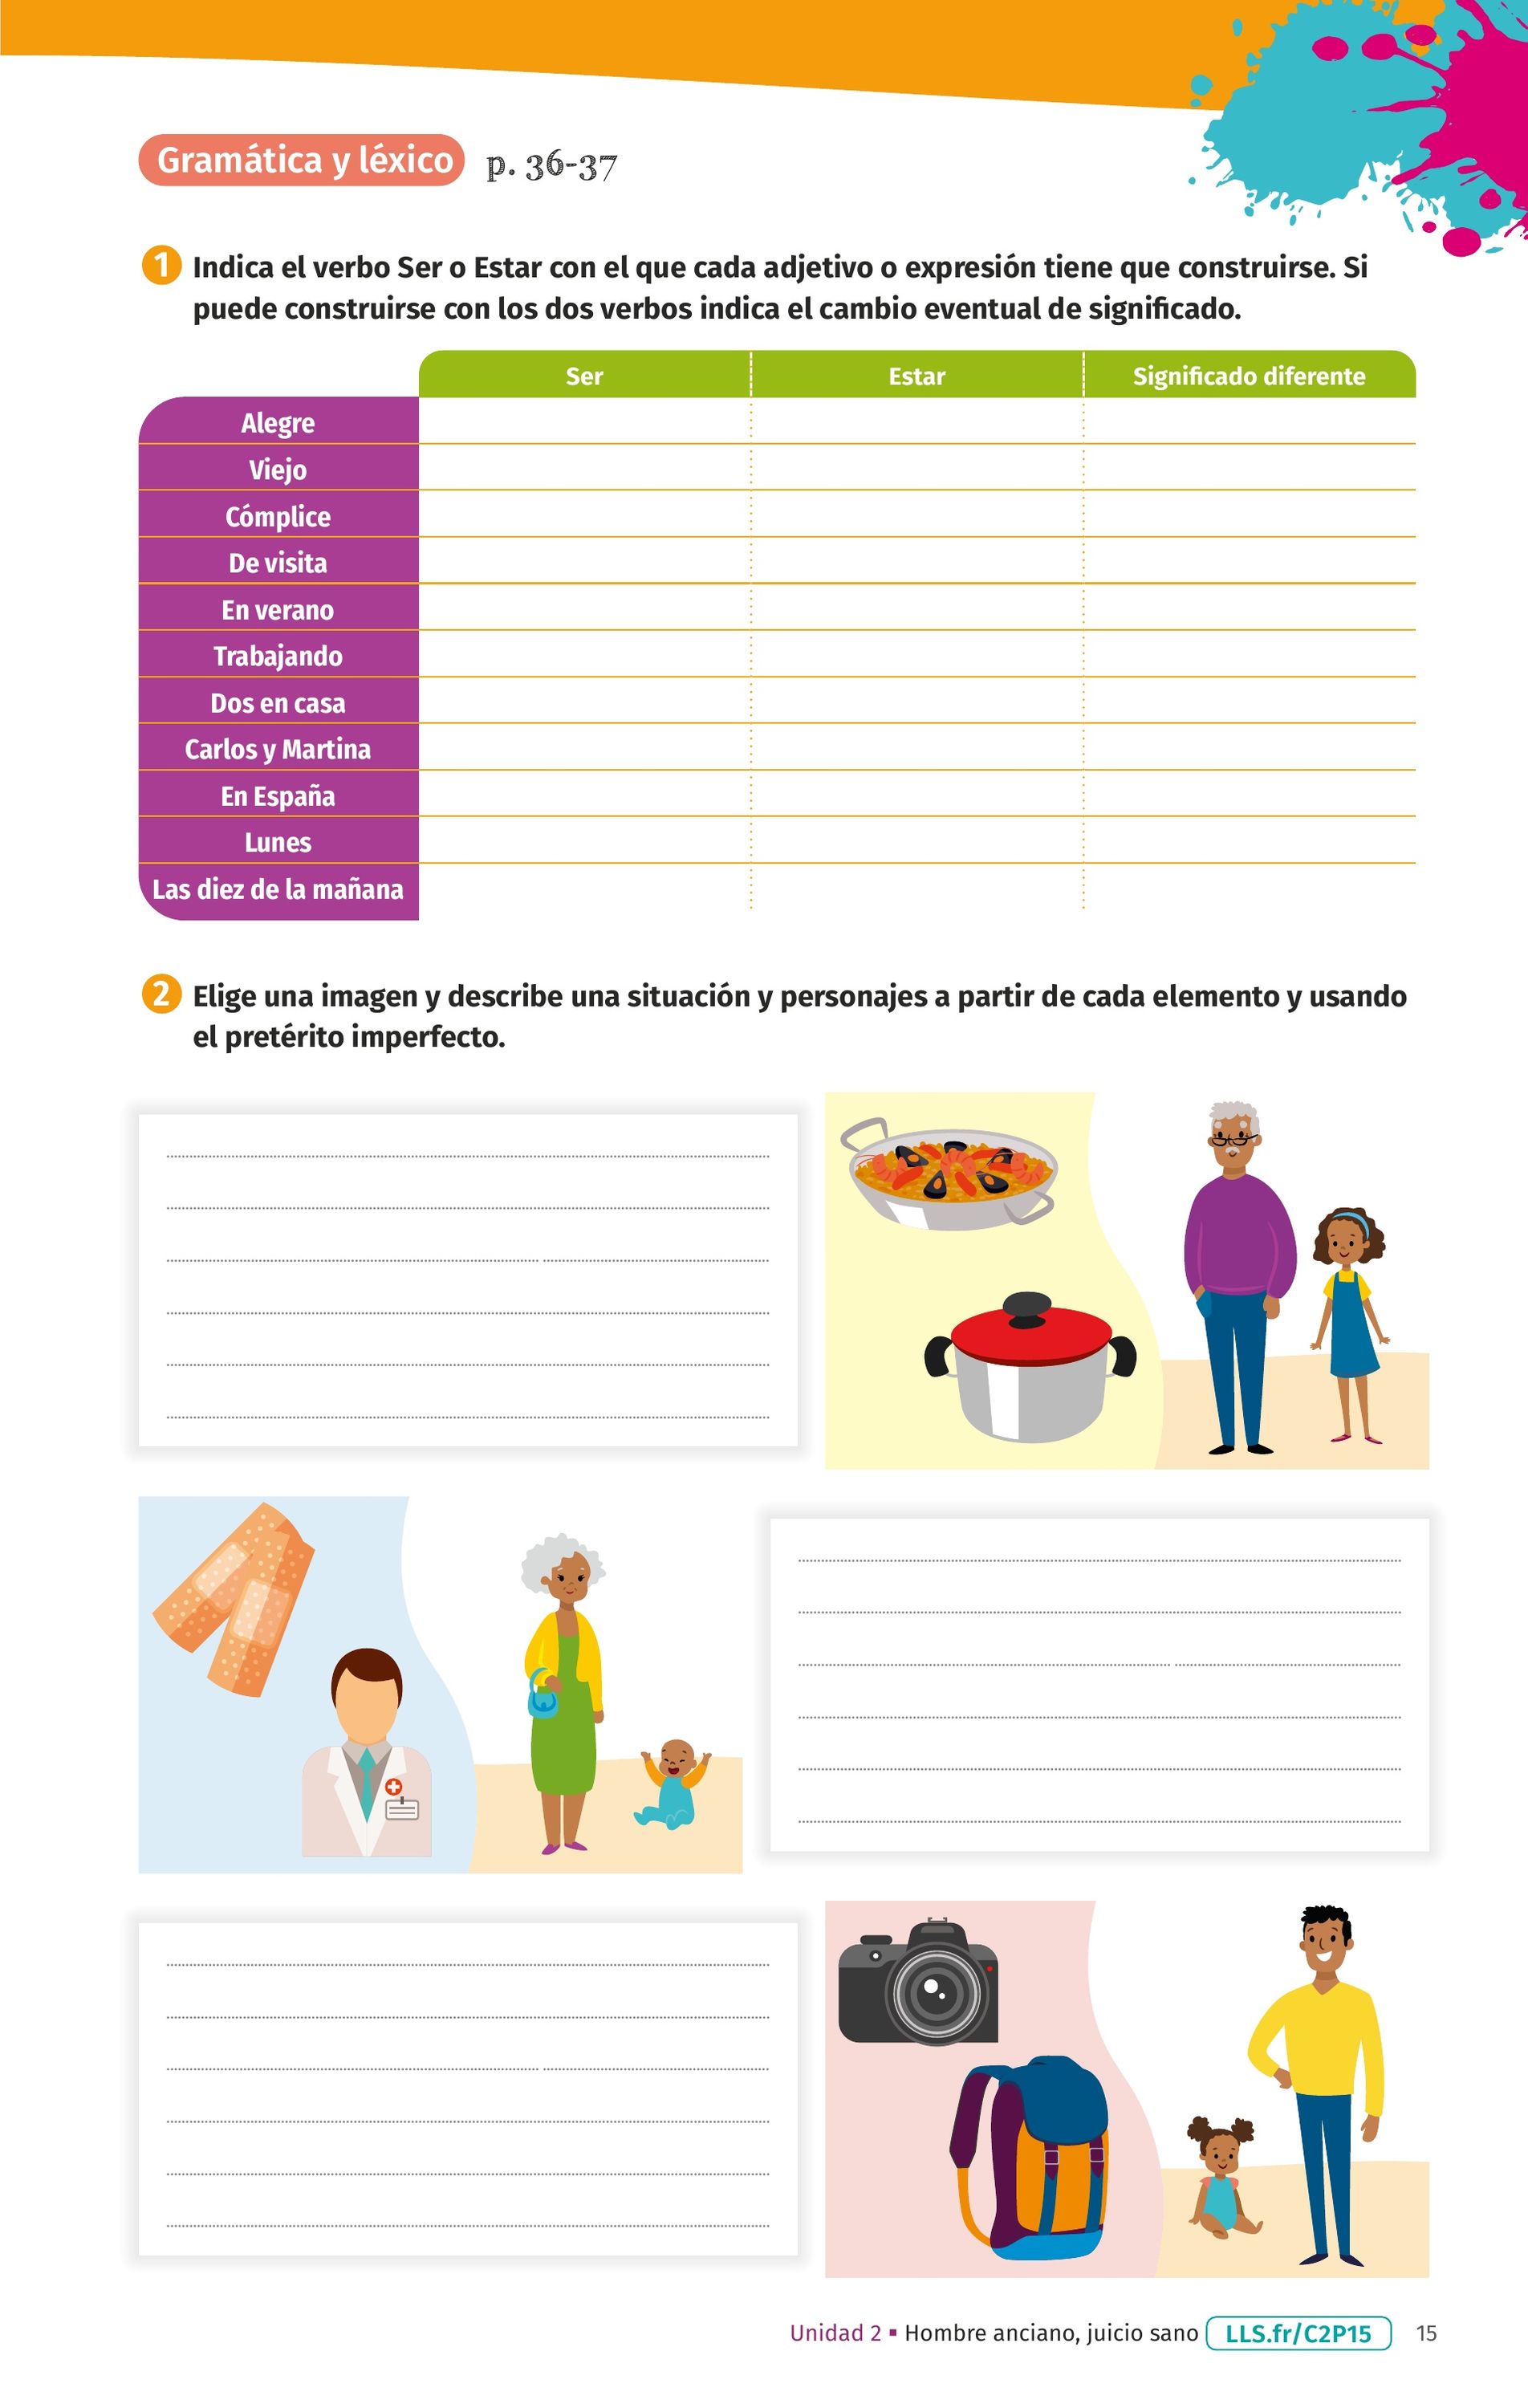 Gramática y léxico p. 36-37
1 Indica el verbo Ser o Estar con el que cada adjetivo o expresión tiene que construirse. Si
puede construirse con los dos verbos indica el cambio eventual de significado.
Ser Estar Significado diferente
Alegre
Viejo
Cómplice
De visita
En verano
Trabajando
Dos en casa
Carlos y Martina
En España
Lunes
Las diez de la mañana
2 Elige una imagen y describe una situación y personajes a partir de cada elemento y usando
el pretérito imperfecto.
Unidad 2 ▪ Hombre anciano, juicio sano LLS.fr/C2P15 15